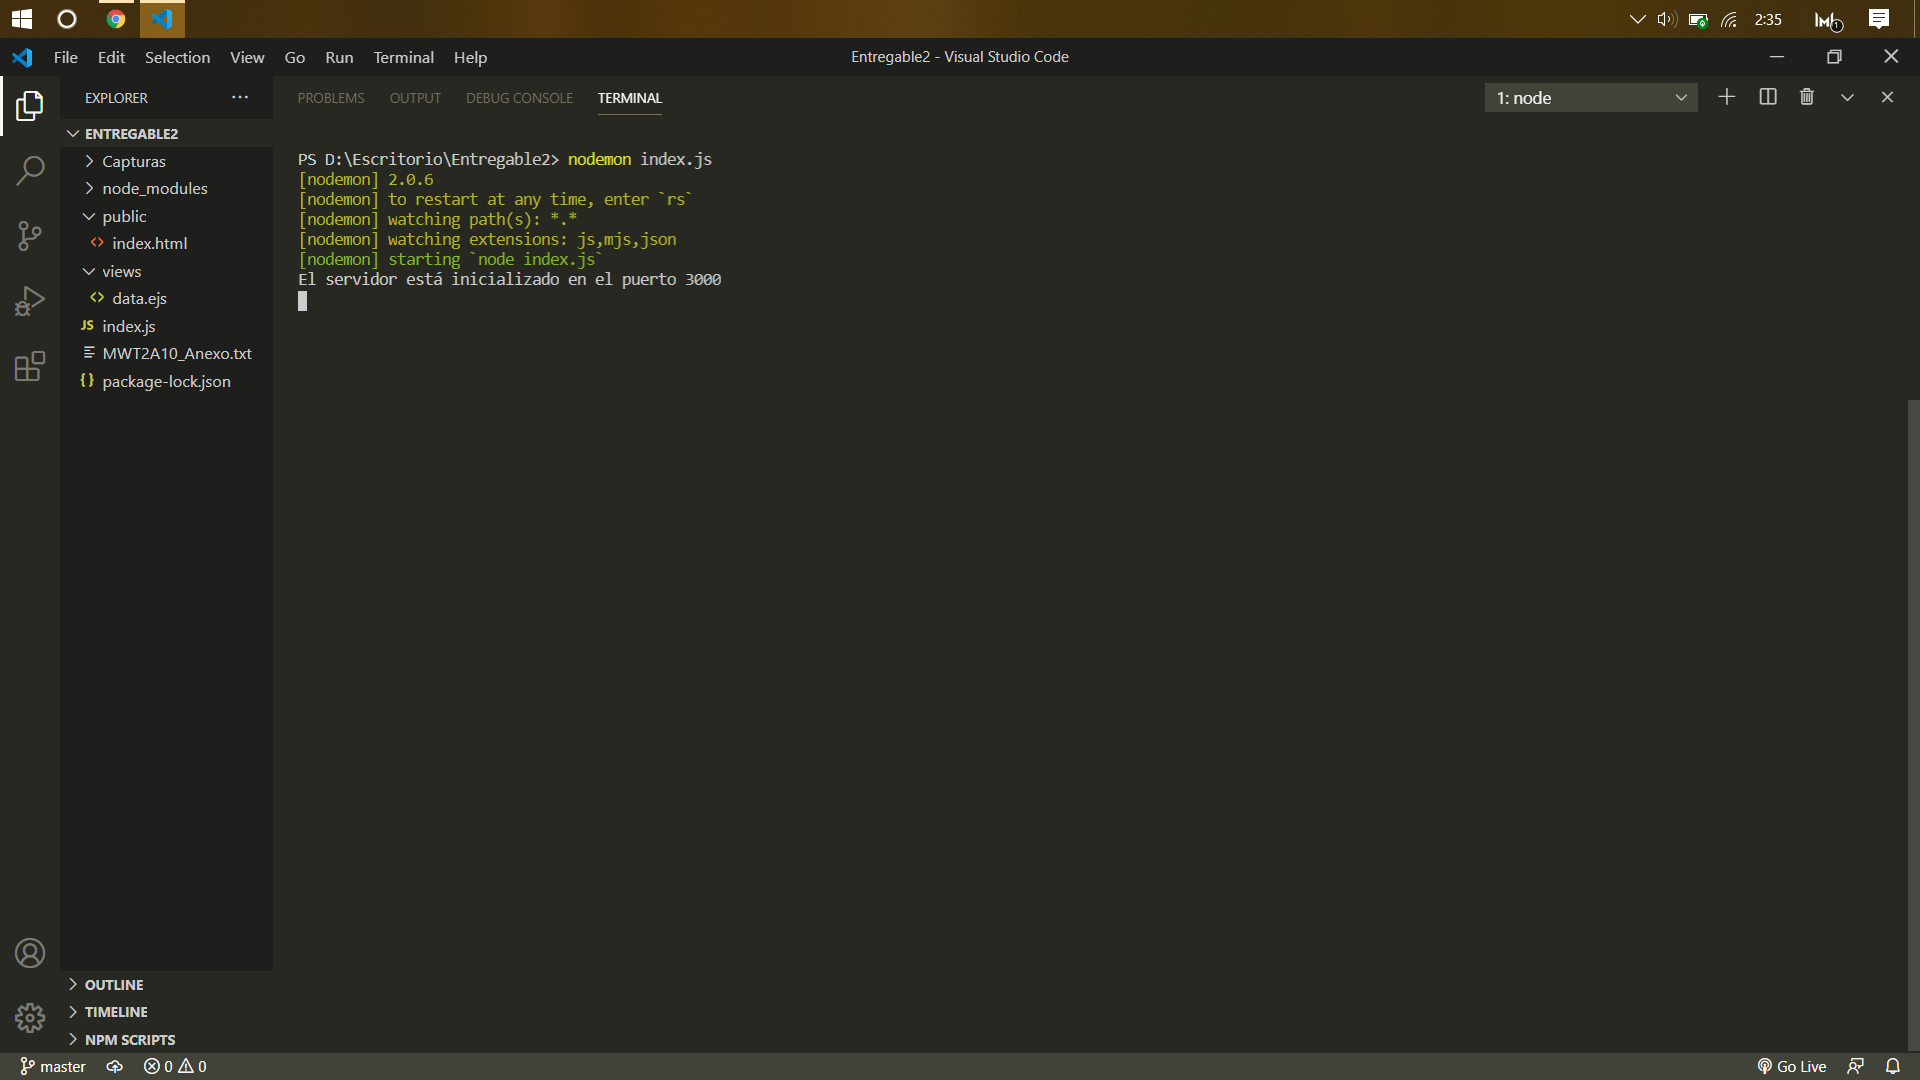 2:35
File Edit Selection View Go Run Terminal Help
Entregable2 - Visual Studio Code
EXPLORER
ENTREGABLE2
Capturas
node_modules
public
index.html
views
data.ejs
JS index.js
MWT2A10_Anexo.txt
{} package-lock.json
OUTLINE
TIMELINE
NPM SCRIPTS
PROBLEMS OUTPUT DEBUG CONSOLE TERMINAL
1: node
PS D:\Escritorio\Entregable2> nodemon index.js
[nodemon] 2.0.6
[nodemon] to restart at any time, enter `rs`
[nodemon] watching path(s): *.*
[nodemon] watching extensions: js,mjs,json
[nodemon] starting `node index.js`
El servidor está inicializado en el puerto 3000
master 0 0
Go Live